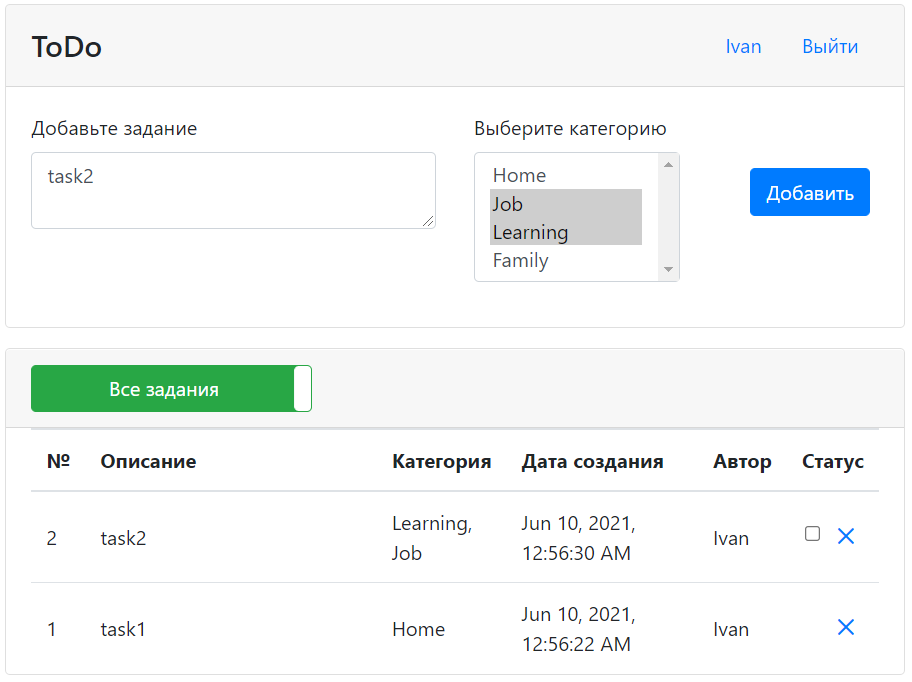 ToDo
Ivan
Выйти
Добавьте задание
Выберите категорию
task2
Home
Job
Learning
Family
Добавить
Все задания
№ Описание Категория Дата создания Автор Статус
2 task2 Learning, Job Jun 10, 2021, 12:56:30 AM Ivan
1 task1 Home Jun 10, 2021, 12:56:22 AM Ivan